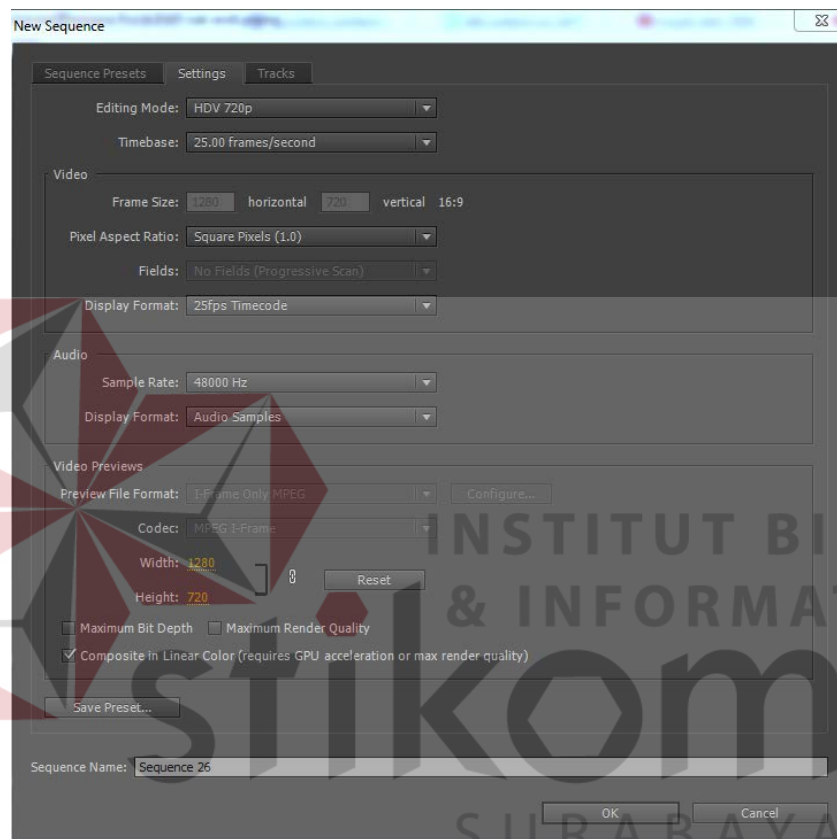 New Sequence
Sequence Presets Settings Tracks
Editing Mode: HDV 720p
Timebase: 25.00 frames/second
Video
Frame Size: 1280 horizontal 720 vertical 16:9
Pixel Aspect Ratio: Square Pixels (1.0)
Fields: No Fields (Progressive Scan)
Display Format: 25fps Timecode
Audio
Sample Rate: 48000 Hz
Display Format: Audio Samples
Video Previews
Preview File Format: I-Frame Only MPEG Configure...
Codec: MPEG I-Frame
Width: 1280
Height: 720
Reset
Maximum Bit Depth Maximum Render Quality
Composite in Linear Color (requires GPU acceleration or max render quality)
Save Preset...
Sequence Name: Sequence 26
OK Cancel
INSTITUT BI
& INFORMA
stikom
SURABAYA